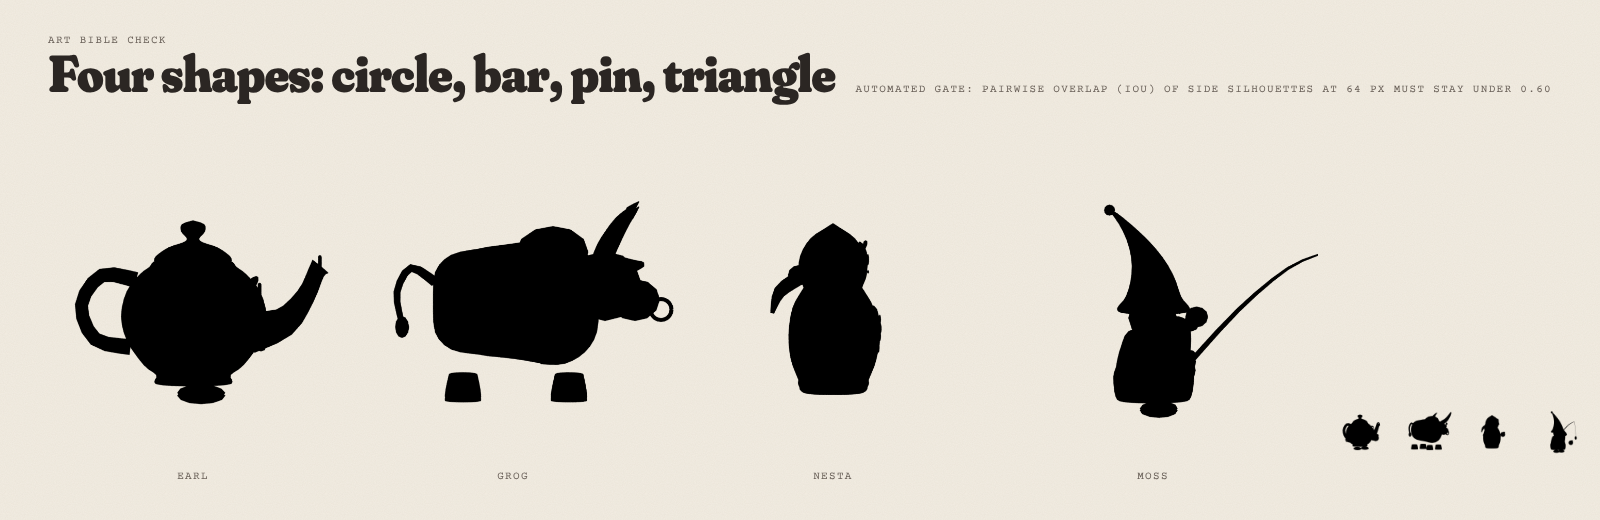 ART BIBLE CHECK
Four shapes: circle, bar, pin, triangle
AUTOMATED GATE: PAIRWISE OVERLAP (IOU) OF SIDE SILHOUETTES AT 64 PX MUST STAY UNDER 0.60
EARL
GROG
NESTA
MOSS